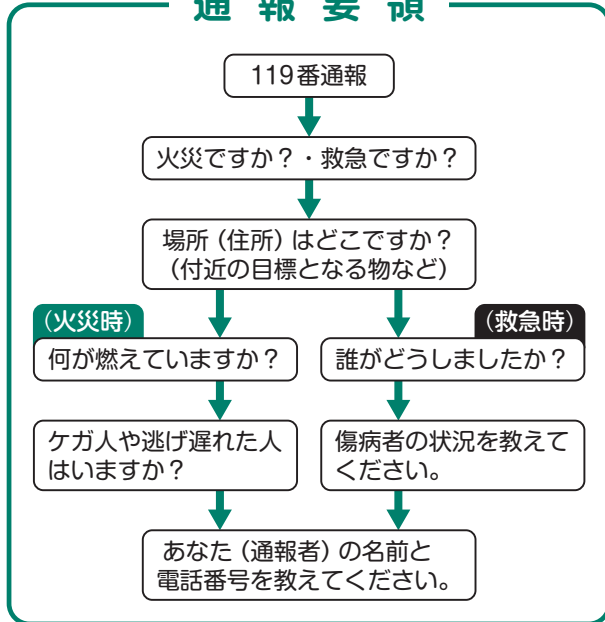 通報要領
119番通報
火災ですか？・救急ですか？
場所（住所）はどこですか？
（付近の目標となる物など）
（火災時）
何が燃えていますか？
ケガ人や逃げ遅れた人
はいますか？
（救急時）
誰がどうしましたか？
傷病者の状況を教えて
ください。
あなた（通報者）の名前と
電話番号を教えてください。